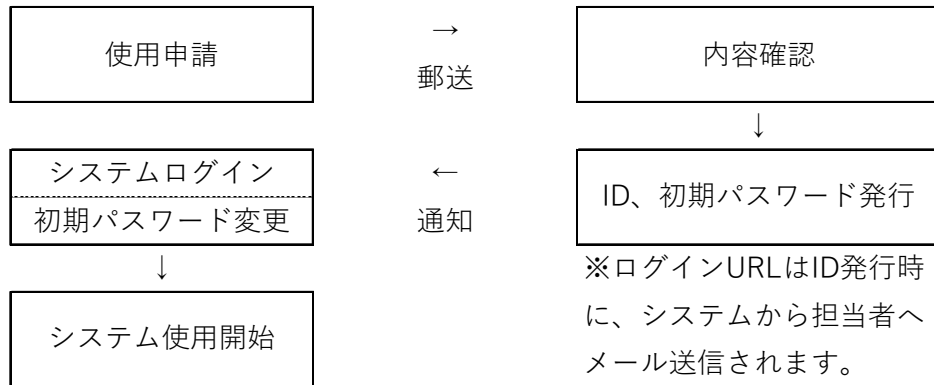 使用申請
→
郵送
内容確認
↓
システムログイン
初期パスワード変更
←
通知
ID、初期パスワード発行
↓
※ログインURLはID発行時
に、システムから担当者へ
メール送信されます。
システム使用開始